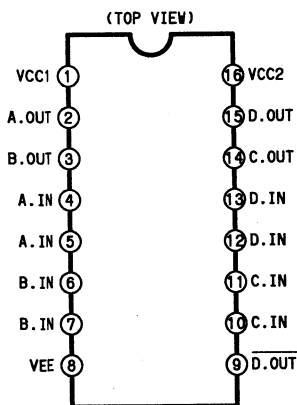 (TOP VIEW)
VCC1 1 16 VCC2
A.OUT 2 15 D.OUT
B.OUT 3 14 C.OUT
A.IN 4 13 D.IN
A.IN 5 12 D.IN
B.IN 6 11 C.IN
B.IN 7 10 C.IN
VEE 8 9 D.OUT